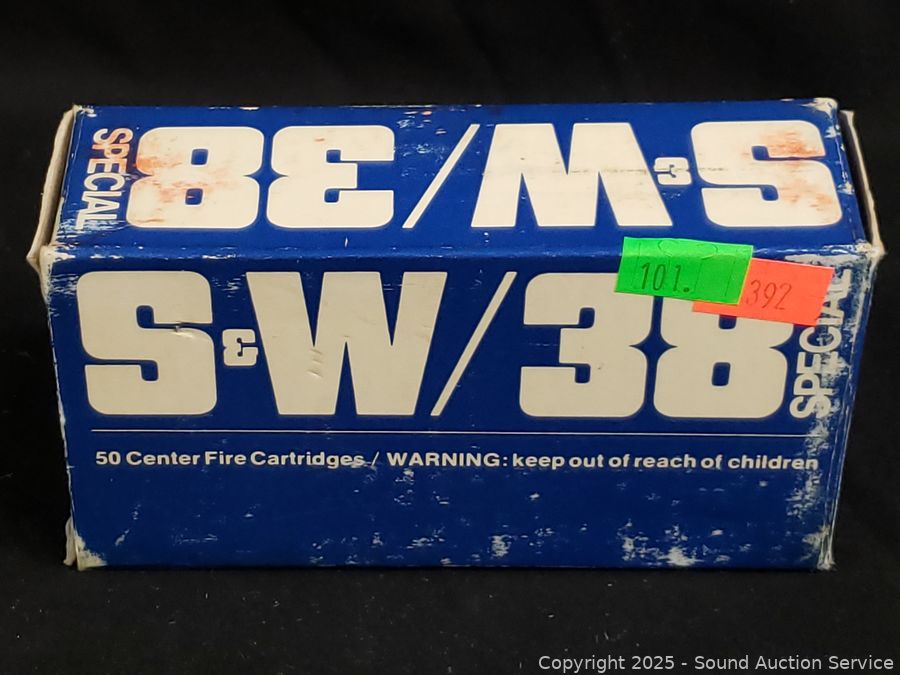 S&W/38 SPECIAL
S&W/38 SPECIAL
101.
392
50 Center Fire Cartridges / WARNING: keep out of reach of children
Copyright 2025 - Sound Auction Service